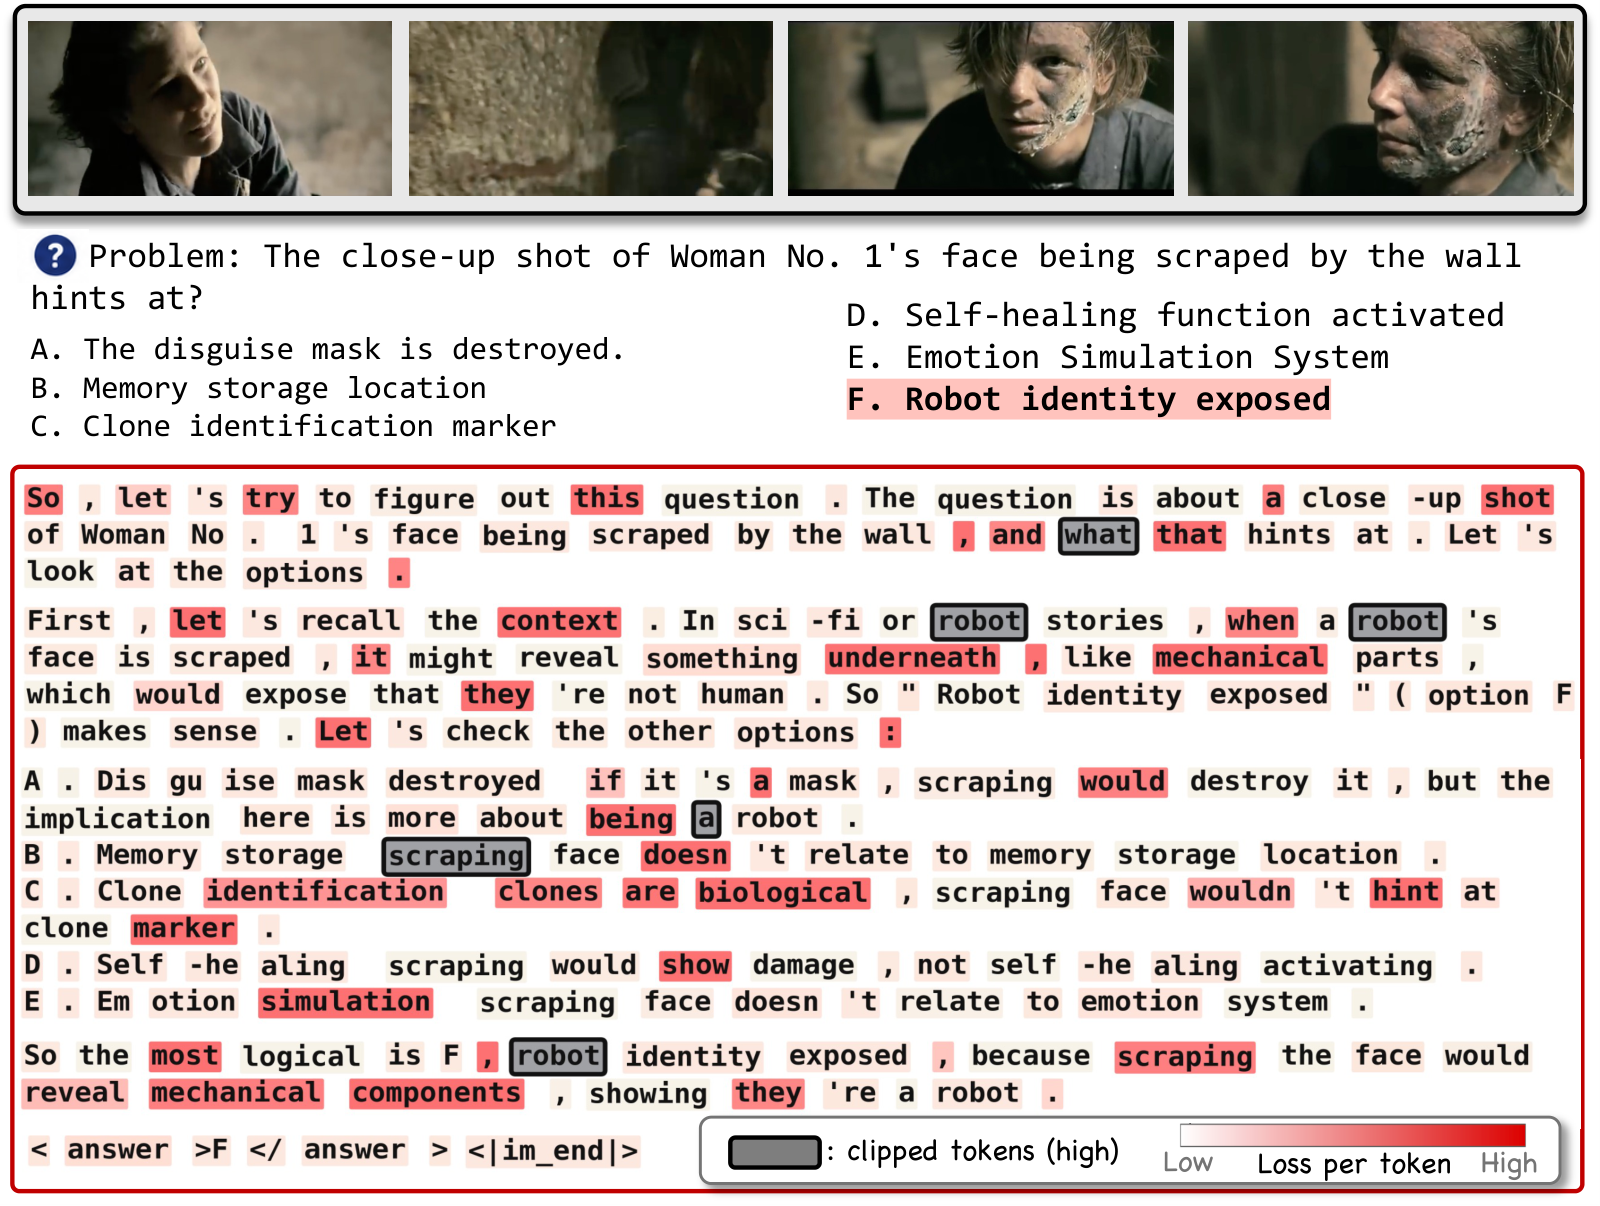 ? Problem: The close-up shot of Woman No. 1's face being scraped by the wall
hints at?
A. The disguise mask is destroyed.
B. Memory storage location
C. Clone identification marker
D. Self-healing function activated
E. Emotion Simulation System
F. Robot identity exposed
So , let 's try to figure out this question . The question is about a close -up shot
of Woman No . 1 's face being scraped by the wall , and what that hints at . Let 's
look at the options .
First , let 's recall the context . In sci -fi or robot stories , when a robot 's
face is scraped , it might reveal something underneath , like mechanical parts ,
which would expose that they 're not human . So " Robot identity exposed " ( option F
) makes sense . Let 's check the other options :
A . Dis gu ise mask destroyed if it 's a mask , scraping would destroy it , but the
implication here is more about being a robot .
B . Memory storage scraping face doesn 't relate to memory storage location .
C . Clone identification clones are biological , scraping face wouldn 't hint at
clone marker .
D . Self -he aling scraping would show damage , not self -he aling activating .
E . Em otion simulation scraping face doesn 't relate to emotion system .
So the most logical is F , robot identity exposed , because scraping the face would
reveal mechanical components , showing they 're a robot .
< answer >F </ answer > <|im_end|>
: clipped tokens (high)
Low Loss per token High